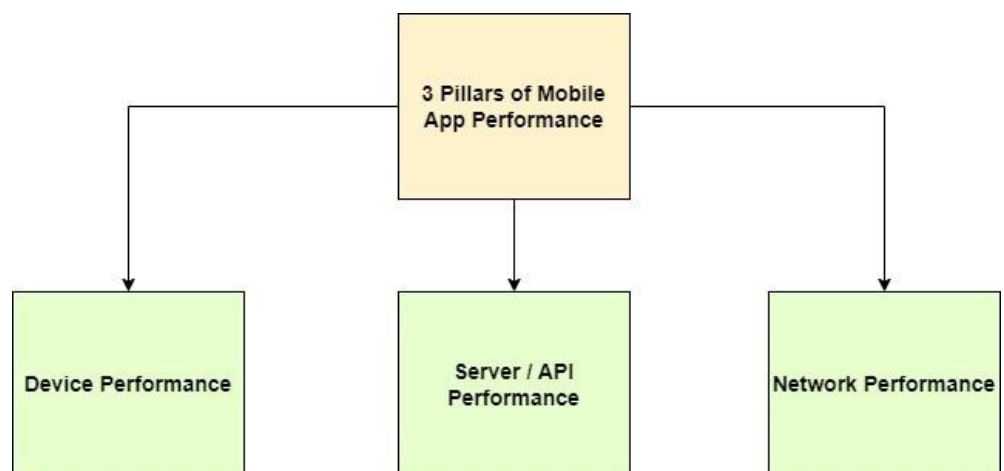 3 Pillars of Mobile
App Performance
Device Performance
Server / API
Performance
Network Performance